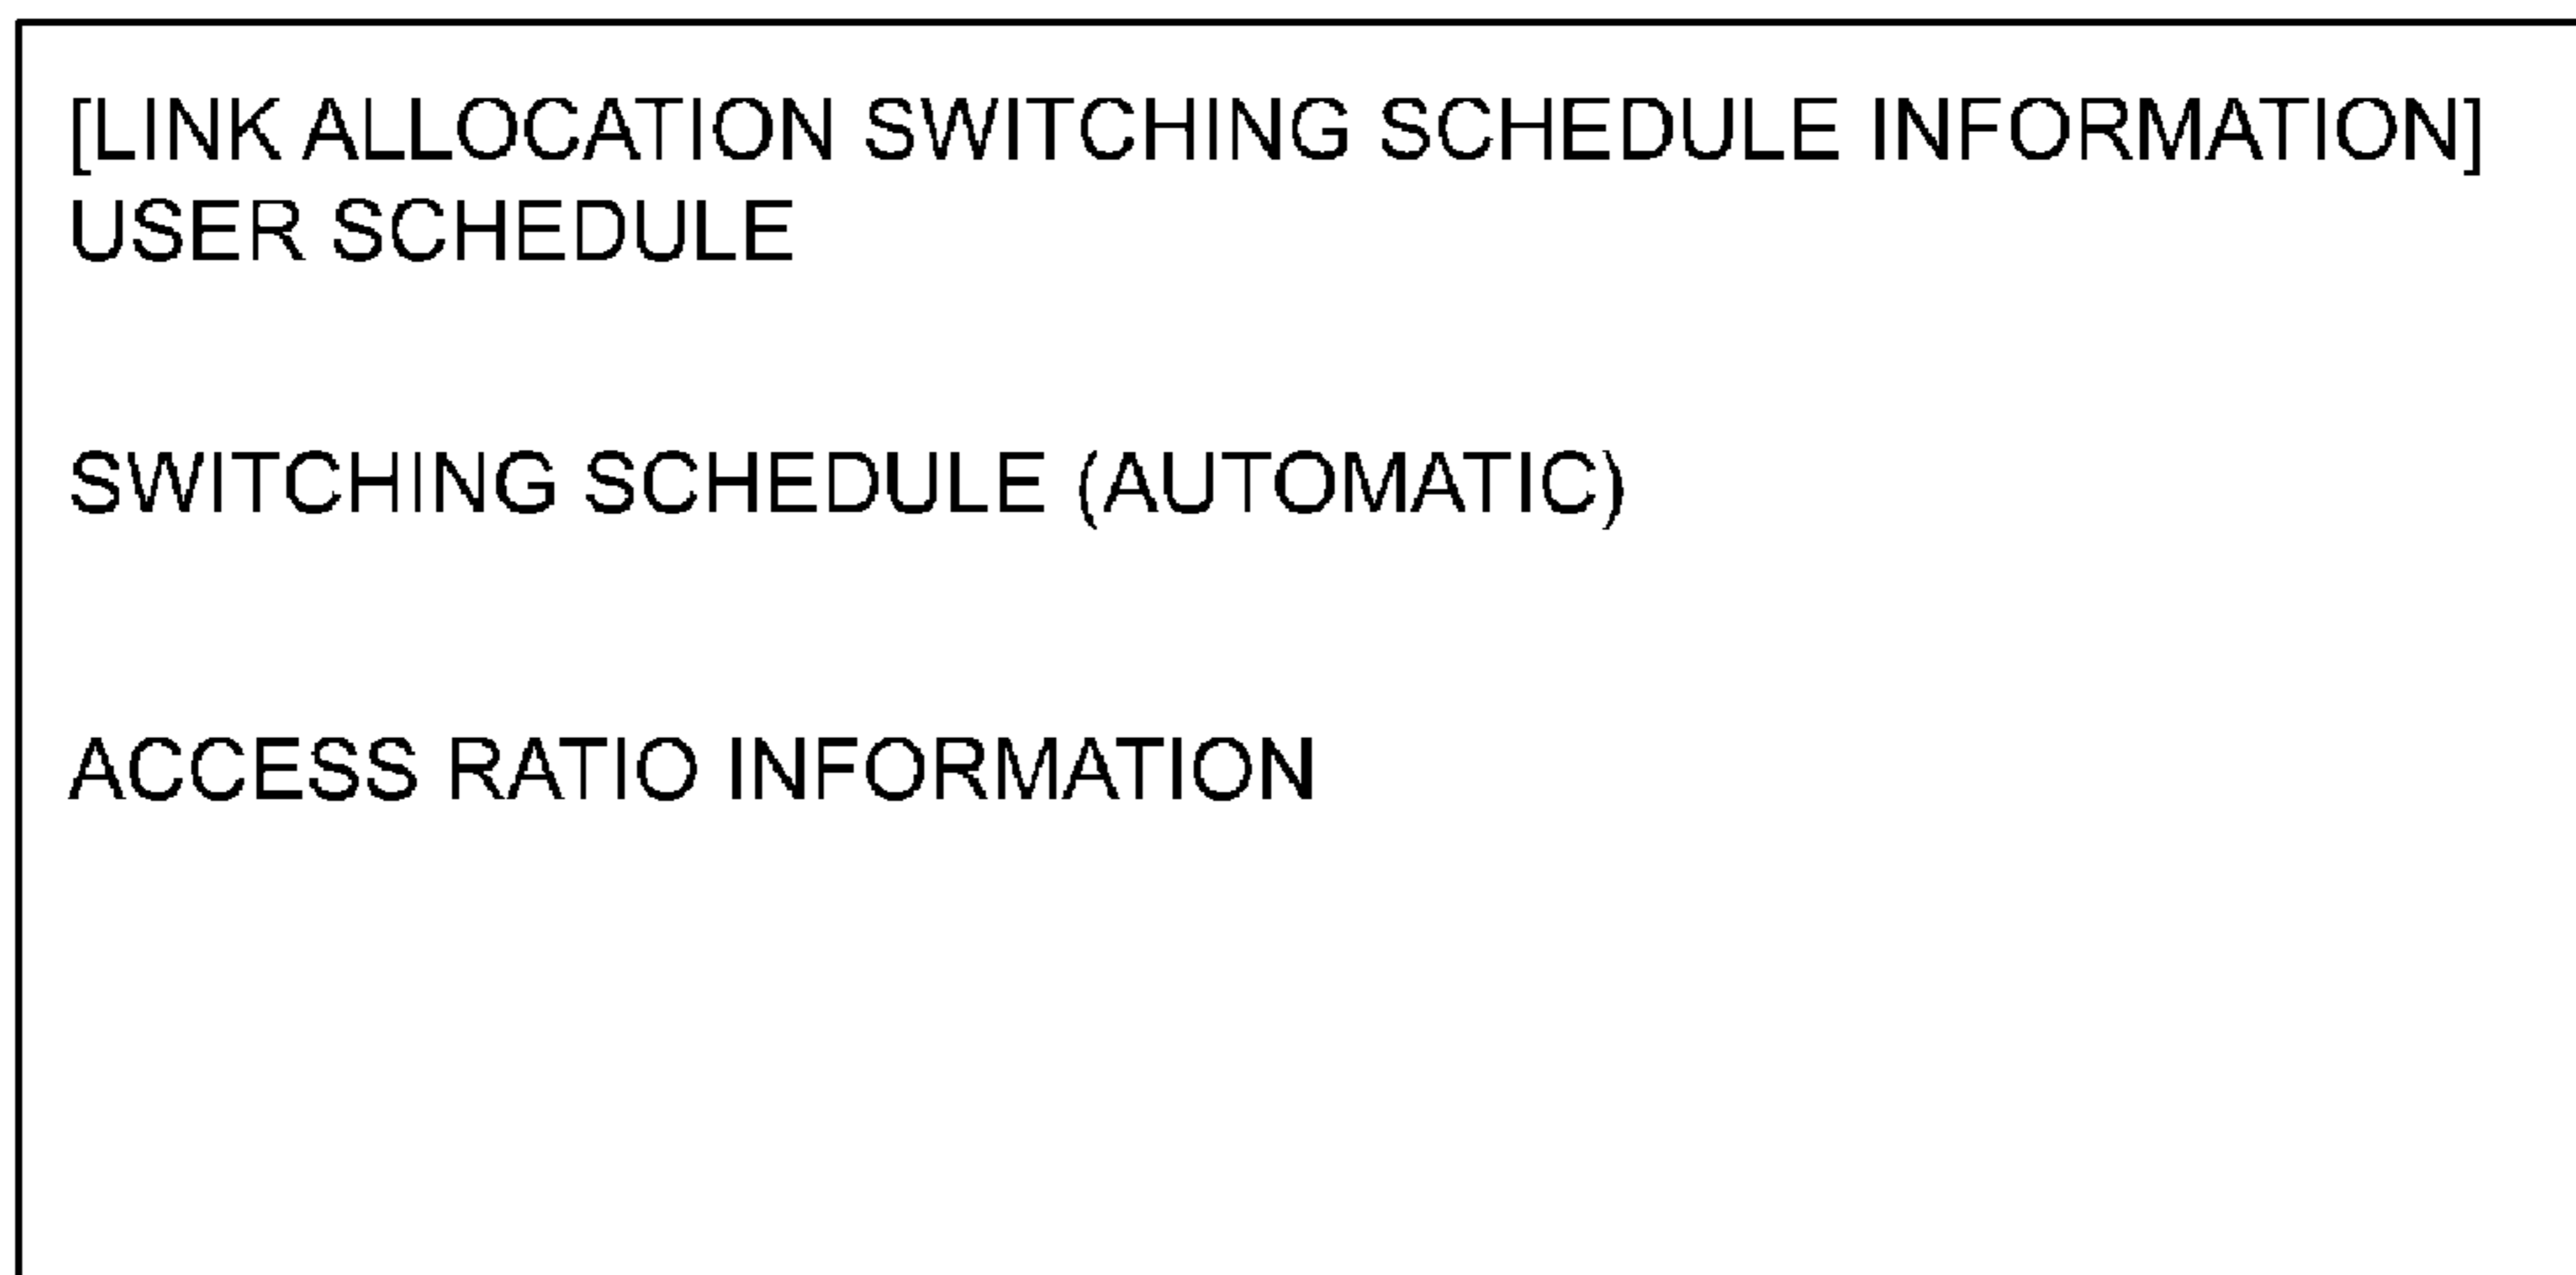 [LINK ALLOCATION SWITCHING SCHEDULE INFORMATION]
USER SCHEDULE
SWITCHING SCHEDULE (AUTOMATIC)
ACCESS RATIO INFORMATION